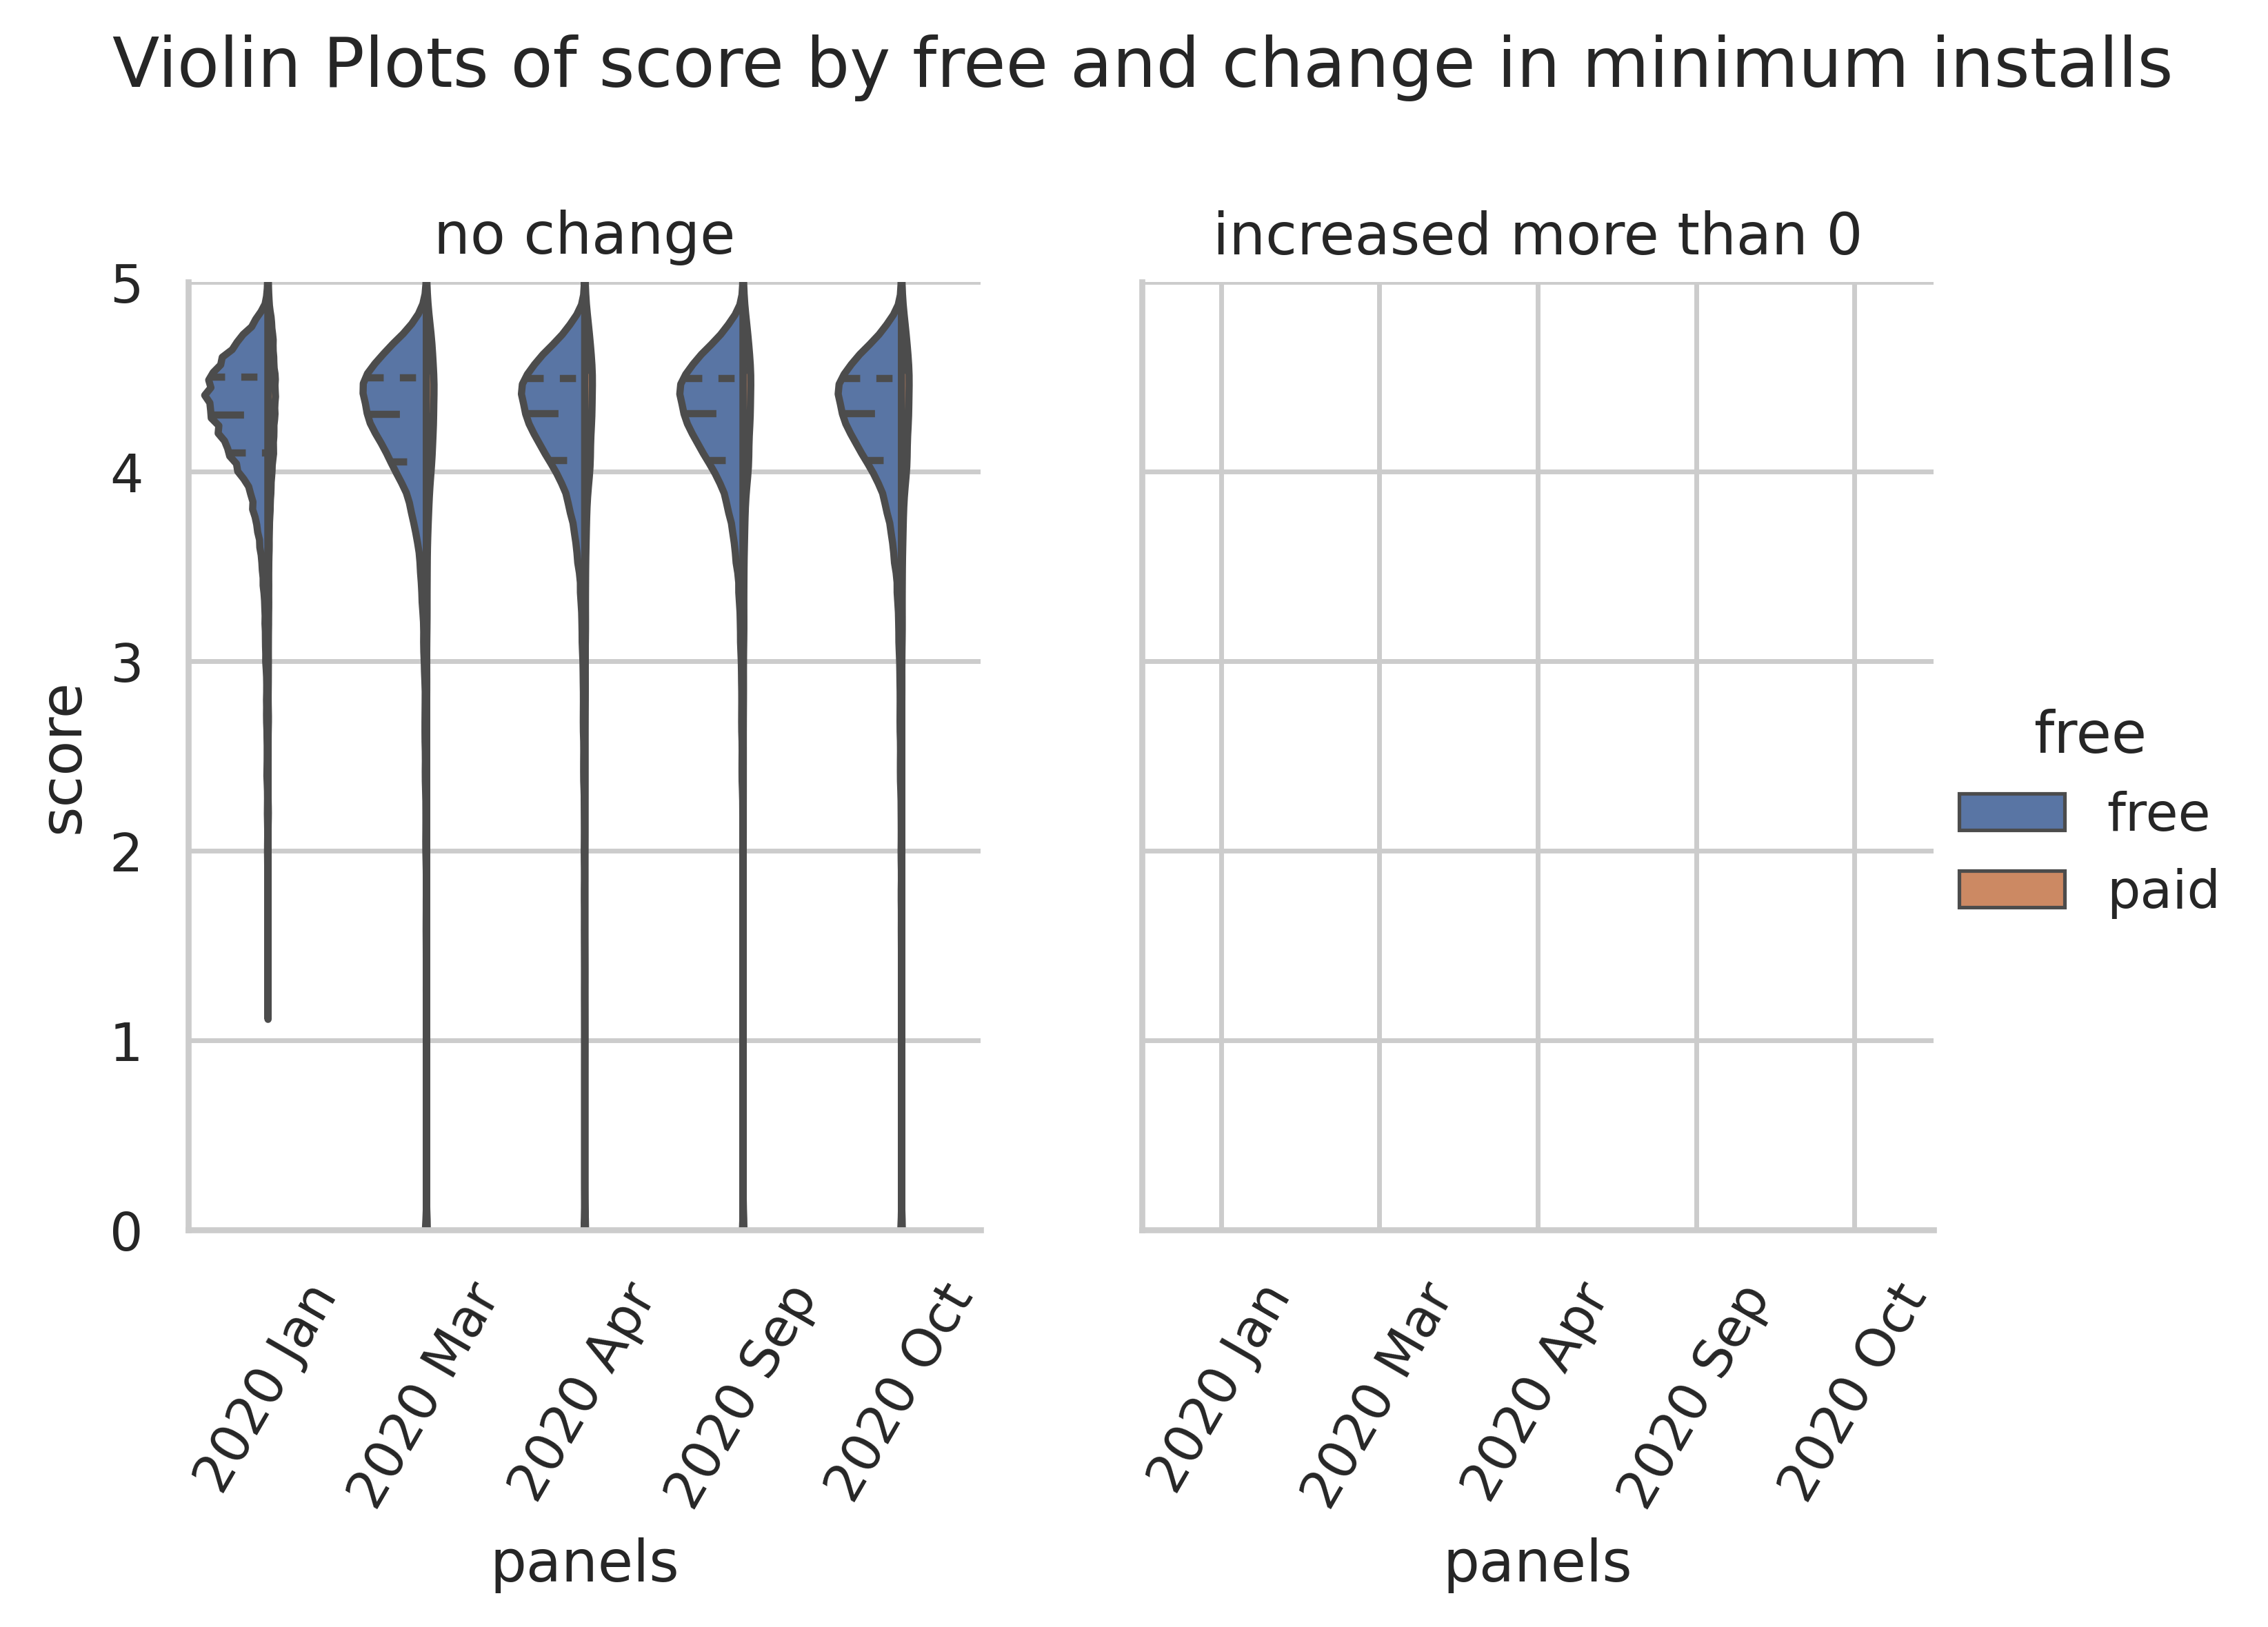 Violin Plots of score by free and change in minimum installs
no change
increased more than 0
5
4
3
2
1
0
score
2020 Jan
2020 Mar
2020 Apr
2020 Sep
2020 Oct
panels
2020 Jan
2020 Mar
2020 Apr
2020 Sep
2020 Oct
panels
free
free
paid